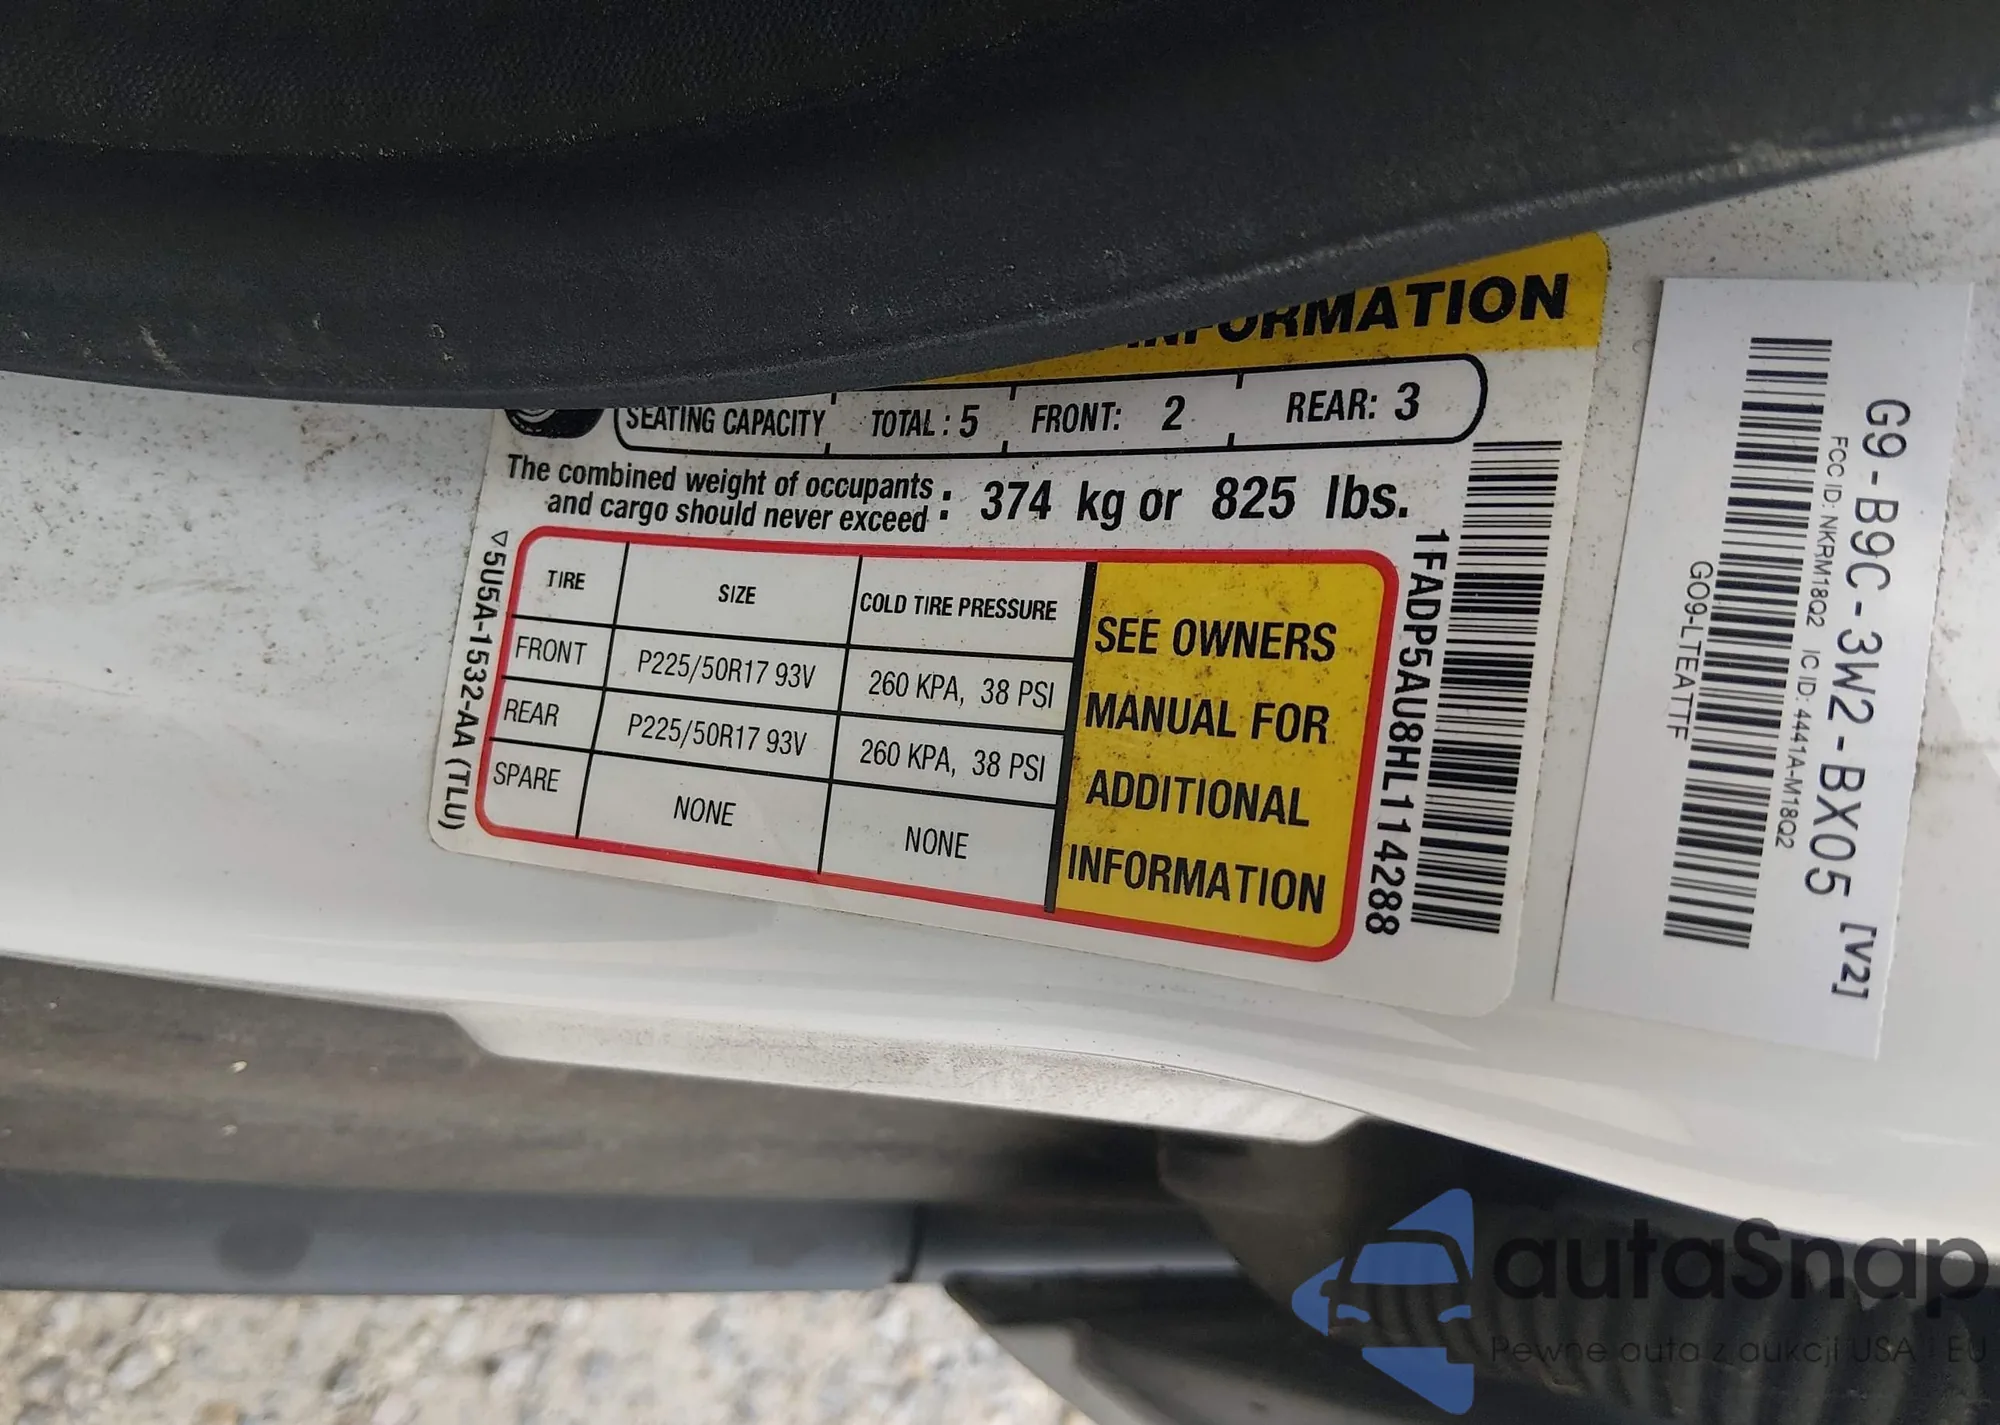 INFORMATION
SEATING CAPACITY TOTAL : 5 FRONT: 2 REAR: 3
The combined weight of occupants
and cargo should never exceed : 374 kg or 825 lbs.
TIRE SIZE COLD TIRE PRESSURE
FRONT P225/50R17 93V 260 KPA, 38 PSI
REAR P225/50R17 93V 260 KPA, 38 PSI
SPARE NONE NONE
SEE OWNERS
MANUAL FOR
ADDITIONAL
INFORMATION
5U5A-1532-AA (TLU)
1FADP5AU8HL114288
G9-B9C-3W2-BX05 [V2]
FCC ID: NKRM18Q2 IC ID: 4441A-M18Q2
GO9-LTEATTF
autaSnap
Pewne auta z aukcji USA i EU